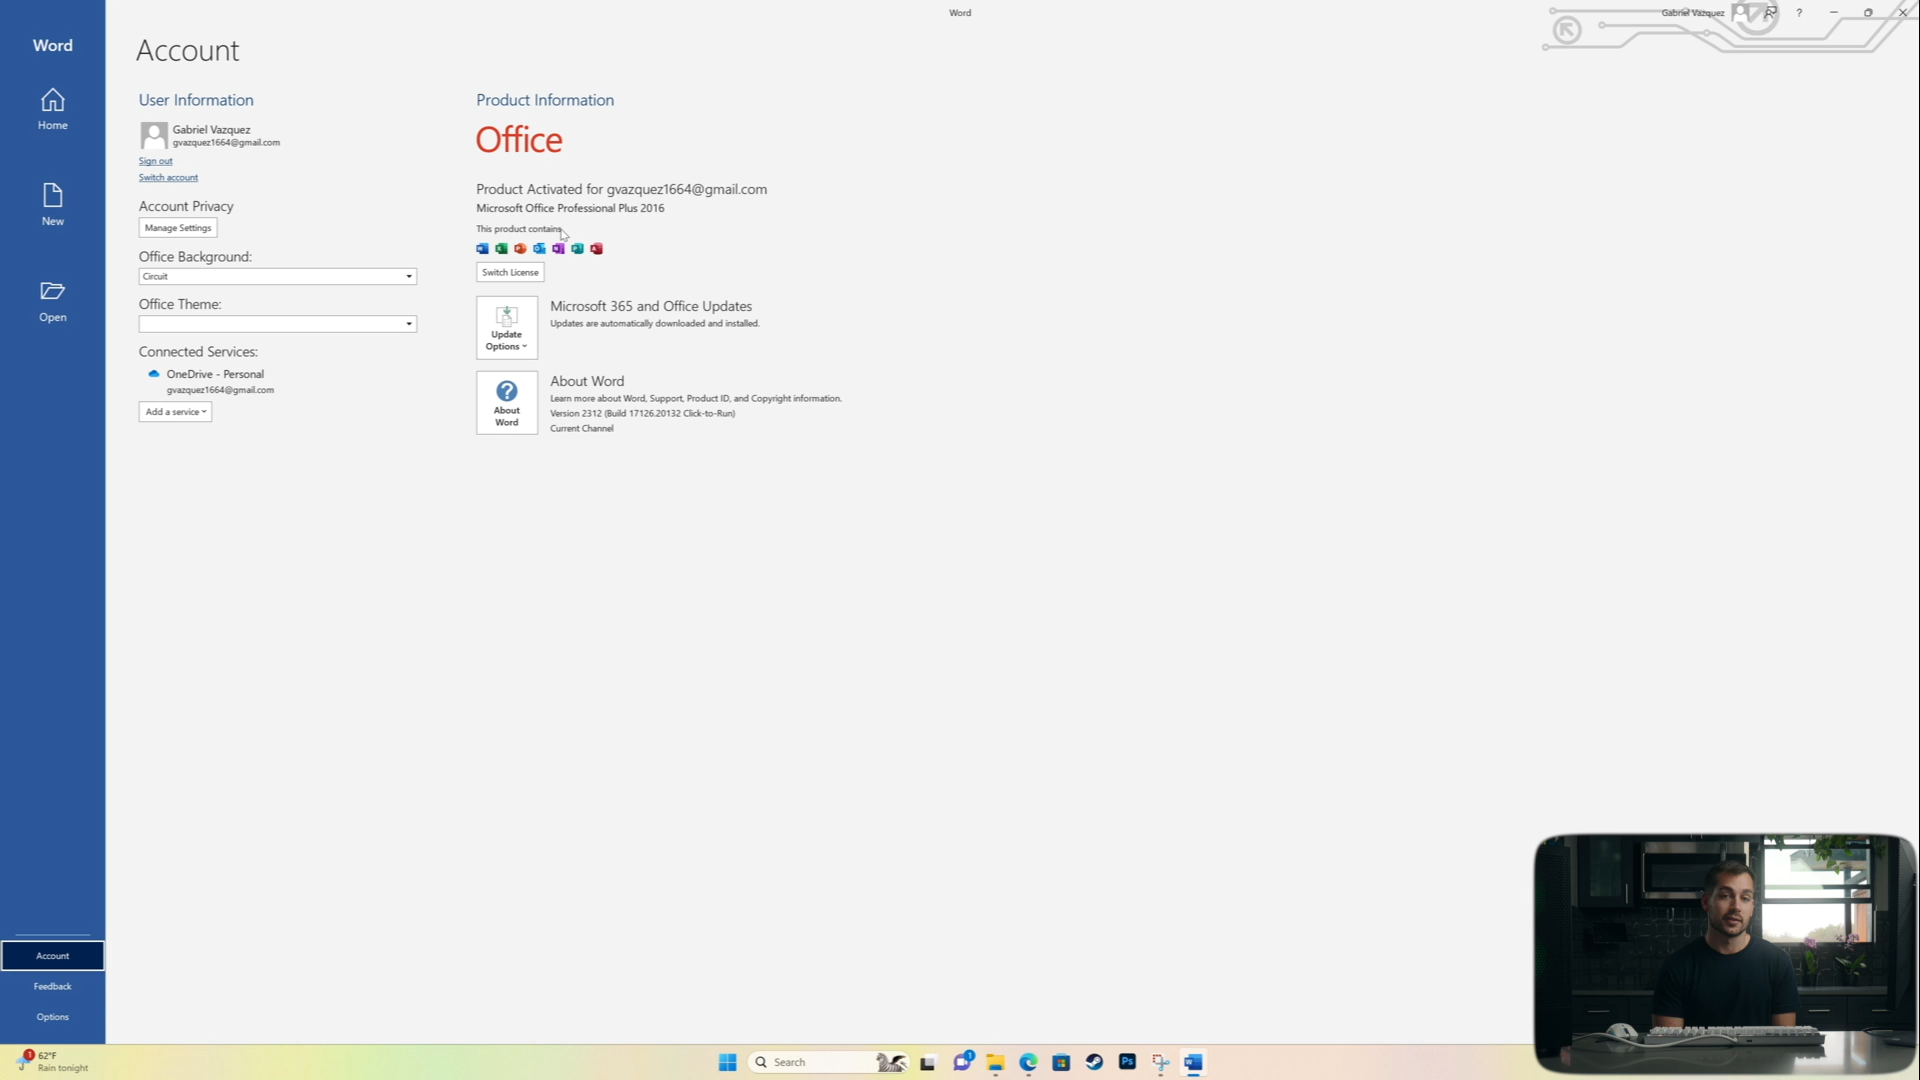 Word
Gabriel Vazquez
?
Word
Home
New
Open
Account
Feedback
Options
Account
User Information
Gabriel Vazquez
gvazquez1664@gmail.com
Sign out
Switch account
Account Privacy
Manage Settings
Office Background:
Circuit
Office Theme:
Connected Services:
OneDrive - Personal
gvazquez1664@gmail.com
Add a service
Product Information
Office
Product Activated for gvazquez1664@gmail.com
Microsoft Office Professional Plus 2016
This product contains
Switch License
Update
Options
Microsoft 365 and Office Updates
Updates are automatically downloaded and installed.
?
About
Word
About Word
Learn more about Word, Support, Product ID, and Copyright information.
Version 2312 (Build 17126.20132 Click-to-Run)
Current Channel
1
62°F
Rain tonight
Search
1
Ps
W